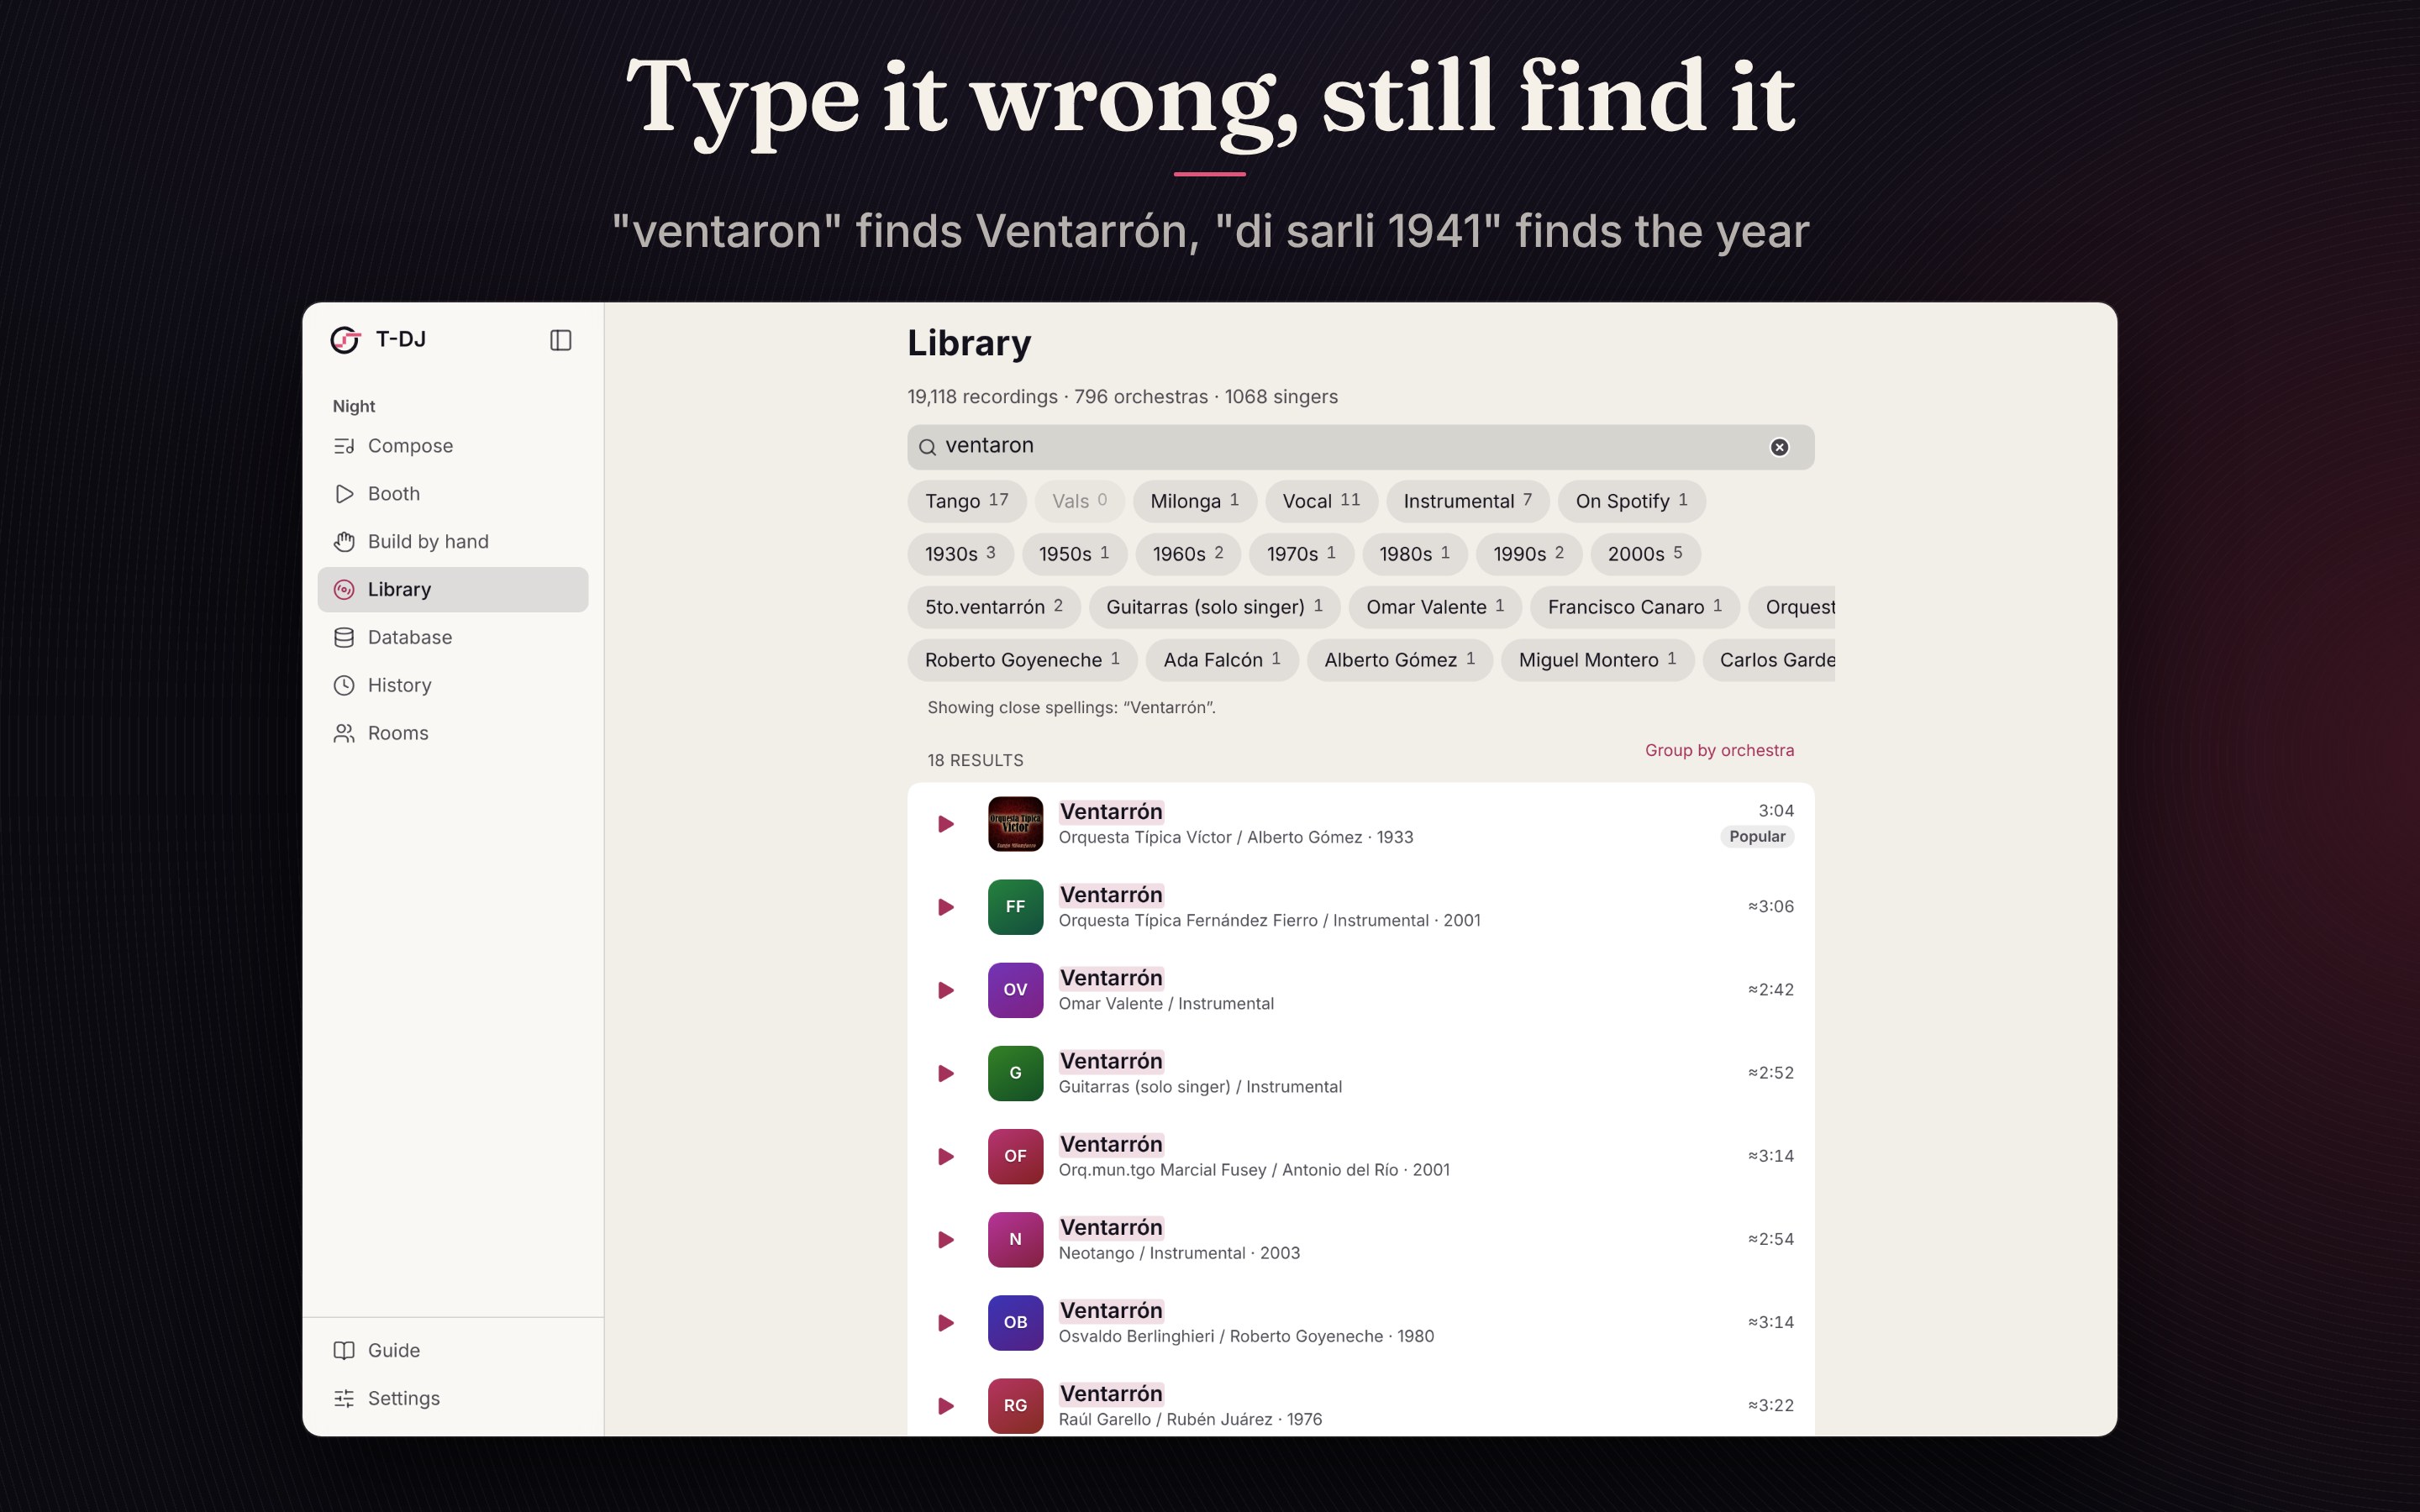 Type it wrong, still find it
"ventaron" finds Ventarrón, "di sarli 1941" finds the year
T-DJ
Night
Compose
Booth
Build by hand
Library
Database
History
Rooms
Guide
Settings
Library
19,118 recordings · 796 orchestras · 1068 singers
ventaron
Tango 17 Vals 0 Milonga 1 Vocal 11 Instrumental 7 On Spotify 1
1930s 3 1950s 1 1960s 2 1970s 1 1980s 1 1990s 2 2000s 5
5to.ventarrón 2 Guitarras (solo singer) 1 Omar Valente 1 Francisco Canaro 1 Orquest
Roberto Goyeneche 1 Ada Falcón 1 Alberto Gómez 1 Miguel Montero 1 Carlos Garde
Showing close spellings: “Ventarrón”.
18 RESULTS
Group by orchestra
Orquesta Típica
Victor
Ventarrón
Orquesta Típica Víctor / Alberto Gómez · 1933
3:04
Popular
FF
Ventarrón
Orquesta Típica Fernández Fierro / Instrumental · 2001
≈3:06
OV
Ventarrón
Omar Valente / Instrumental
≈2:42
G
Ventarrón
Guitarras (solo singer) / Instrumental
≈2:52
OF
Ventarrón
Orq.mun.tgo Marcial Fusey / Antonio del Río · 2001
≈3:14
N
Ventarrón
Neotango / Instrumental · 2003
≈2:54
OB
Ventarrón
Osvaldo Berlinghieri / Roberto Goyeneche · 1980
≈3:14
RG
Ventarrón
Raúl Garello / Rubén Juárez · 1976
≈3:22